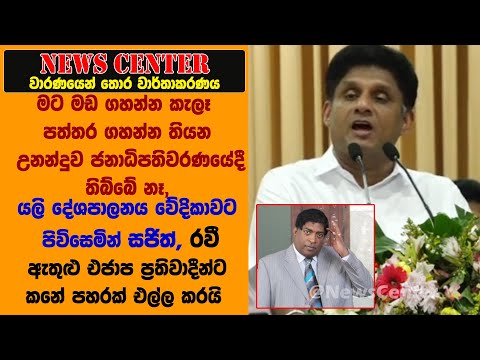 NEWS CENTER
වාරණයෙන් තොර වාර්තාකරණය
මට මඩ ගහන්න කැලෑ
පත්තර ගහන්න තියන
උනන්දුව ජනාධිපතිවරණයේදී
තිබ්බේ නෑ,
යලි දේශපාලනය වේදිකාවට
පිවිසෙමින් සජිත්, රවී
ඇතුළු එජාප ප්‍රතිවාදීන්ට
කනේ පහරක් එල්ල කරයි
@NewsCenter